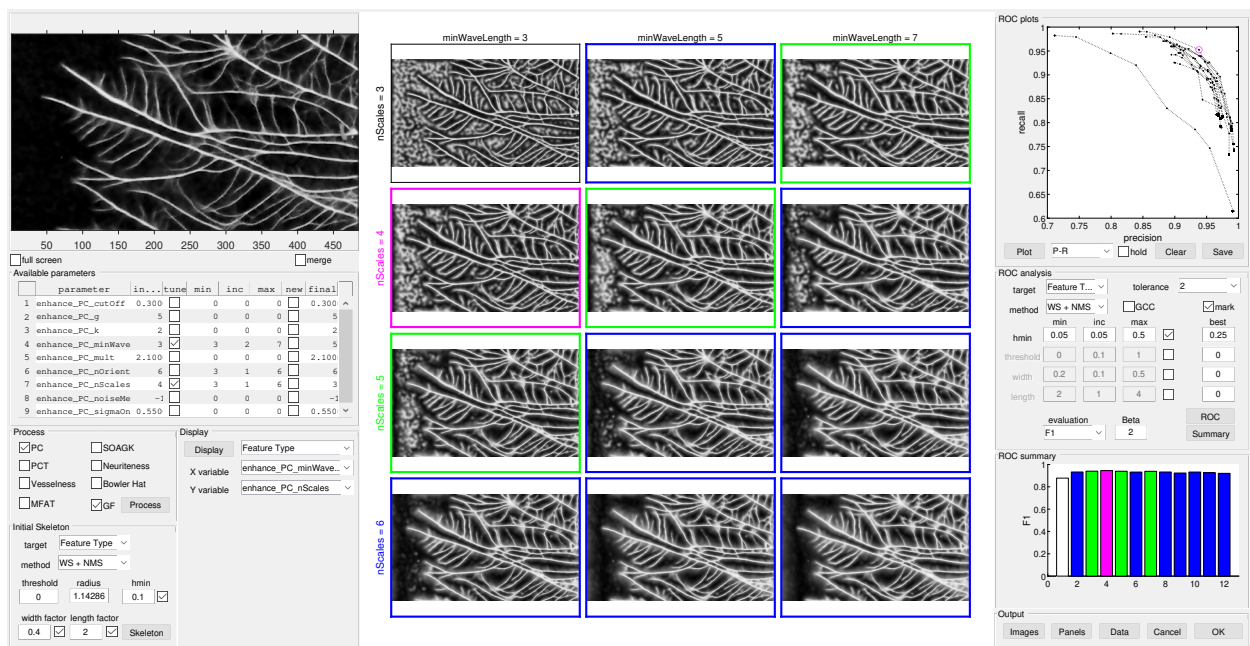 50 100 150 200 250 300 350 400 450
full screen
merge
Available parameters
parameter in... tune min inc max new final
1 enhance_PC_cutOff 0.300 0 0 0 0.300
2 enhance_PC_g 5 0 0 0 5
3 enhance_PC_k 2 0 0 0 2
4 enhance_PC_minWave 3 3 2 7 5
5 enhance_PC_mult 2.100 0 0 0 2.100
6 enhance_PC_nOrient 6 3 1 6 6
7 enhance_PC_nScales 4 3 1 6 3
8 enhance_PC_noiseMe -1 0 0 0 -1
9 enhance_PC_sigmaOn 0.550 0 0 0 0.550
Process
PC
SOAGK
PCT
Neuriteness
Vesselness
Bowler Hat
MFAT
GF
Process
Display
Display
Feature Type
X variable
enhance_PC_minWave...
Y variable
enhance_PC_nScales
Initial Skeleton
target
Feature Type
method
WS + NMS
threshold radius hmin
0 1.14286 0.1
width factor length factor
0.4 2 Skeleton
minWaveLength = 3
minWaveLength = 5
minWaveLength = 7
nScales = 3
nScales = 4
nScales = 5
nScales = 6
ROC plots
recall
1
0.95
0.9
0.85
0.8
0.75
0.7
0.65
0.6
0.7 0.75 0.8 0.85 0.9 0.95 1
precision
Plot P-R hold Clear Save
ROC analysis
target Feature T... tolerance 2
method WS + NMS GCC mark
min inc max best
hmin 0.05 0.05 0.5 0.25
threshold 0 0.1 1 0
width 0.2 0.1 0.5 0
length 2 1 4 0
evaluation Beta ROC
F1 2 Summary
ROC summary
F1
1
0.8
0.6
0.4
0.2
0
0 2 4 6 8 10 12
Output
Images Panels Data Cancel OK